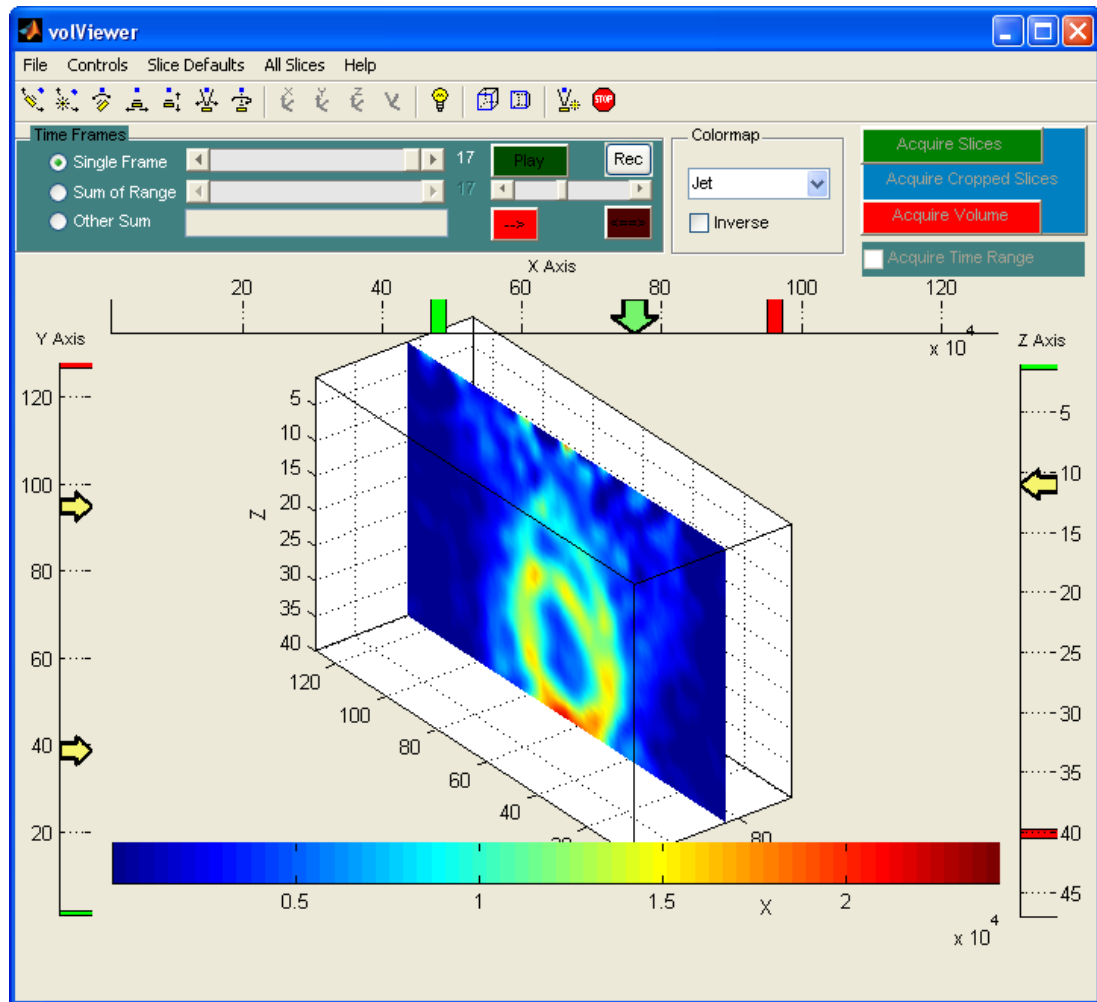 volViewer
File Controls Slice Defaults All Slices Help
X Y Z
STOP
Time Frames
Single Frame 17 Play Rec
Sum of Range 17
Other Sum --> <==>
Colormap
Jet
Inverse
Acquire Slices
Acquire Cropped Slices
Acquire Volume
Acquire Time Range
X Axis
20 40 60 80 100 120
x 10 4
Y Axis
120
100
80
60
40
20
Z Axis
5
10
15
20
25
30
35
40
45
Z
5
10
15
20
25
30
35
40
120
100
80
60
40
20
80
0.5 1 1.5 X 2
x 10 4